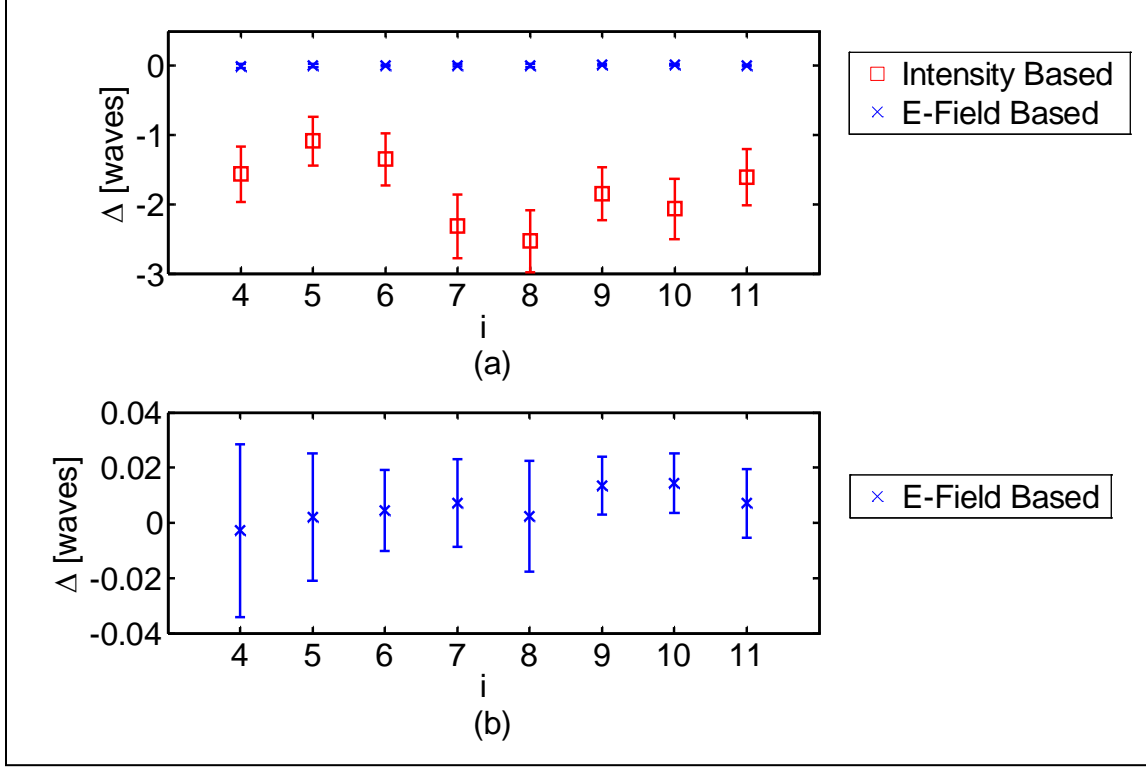 0
-1
-2
-3
Δ [waves]
4 5 6 7 8 9 10 11
i
(a)
Intensity Based
E-Field Based
0.04
0.02
0
-0.02
-0.04
Δ [waves]
4 5 6 7 8 9 10 11
i
(b)
E-Field Based